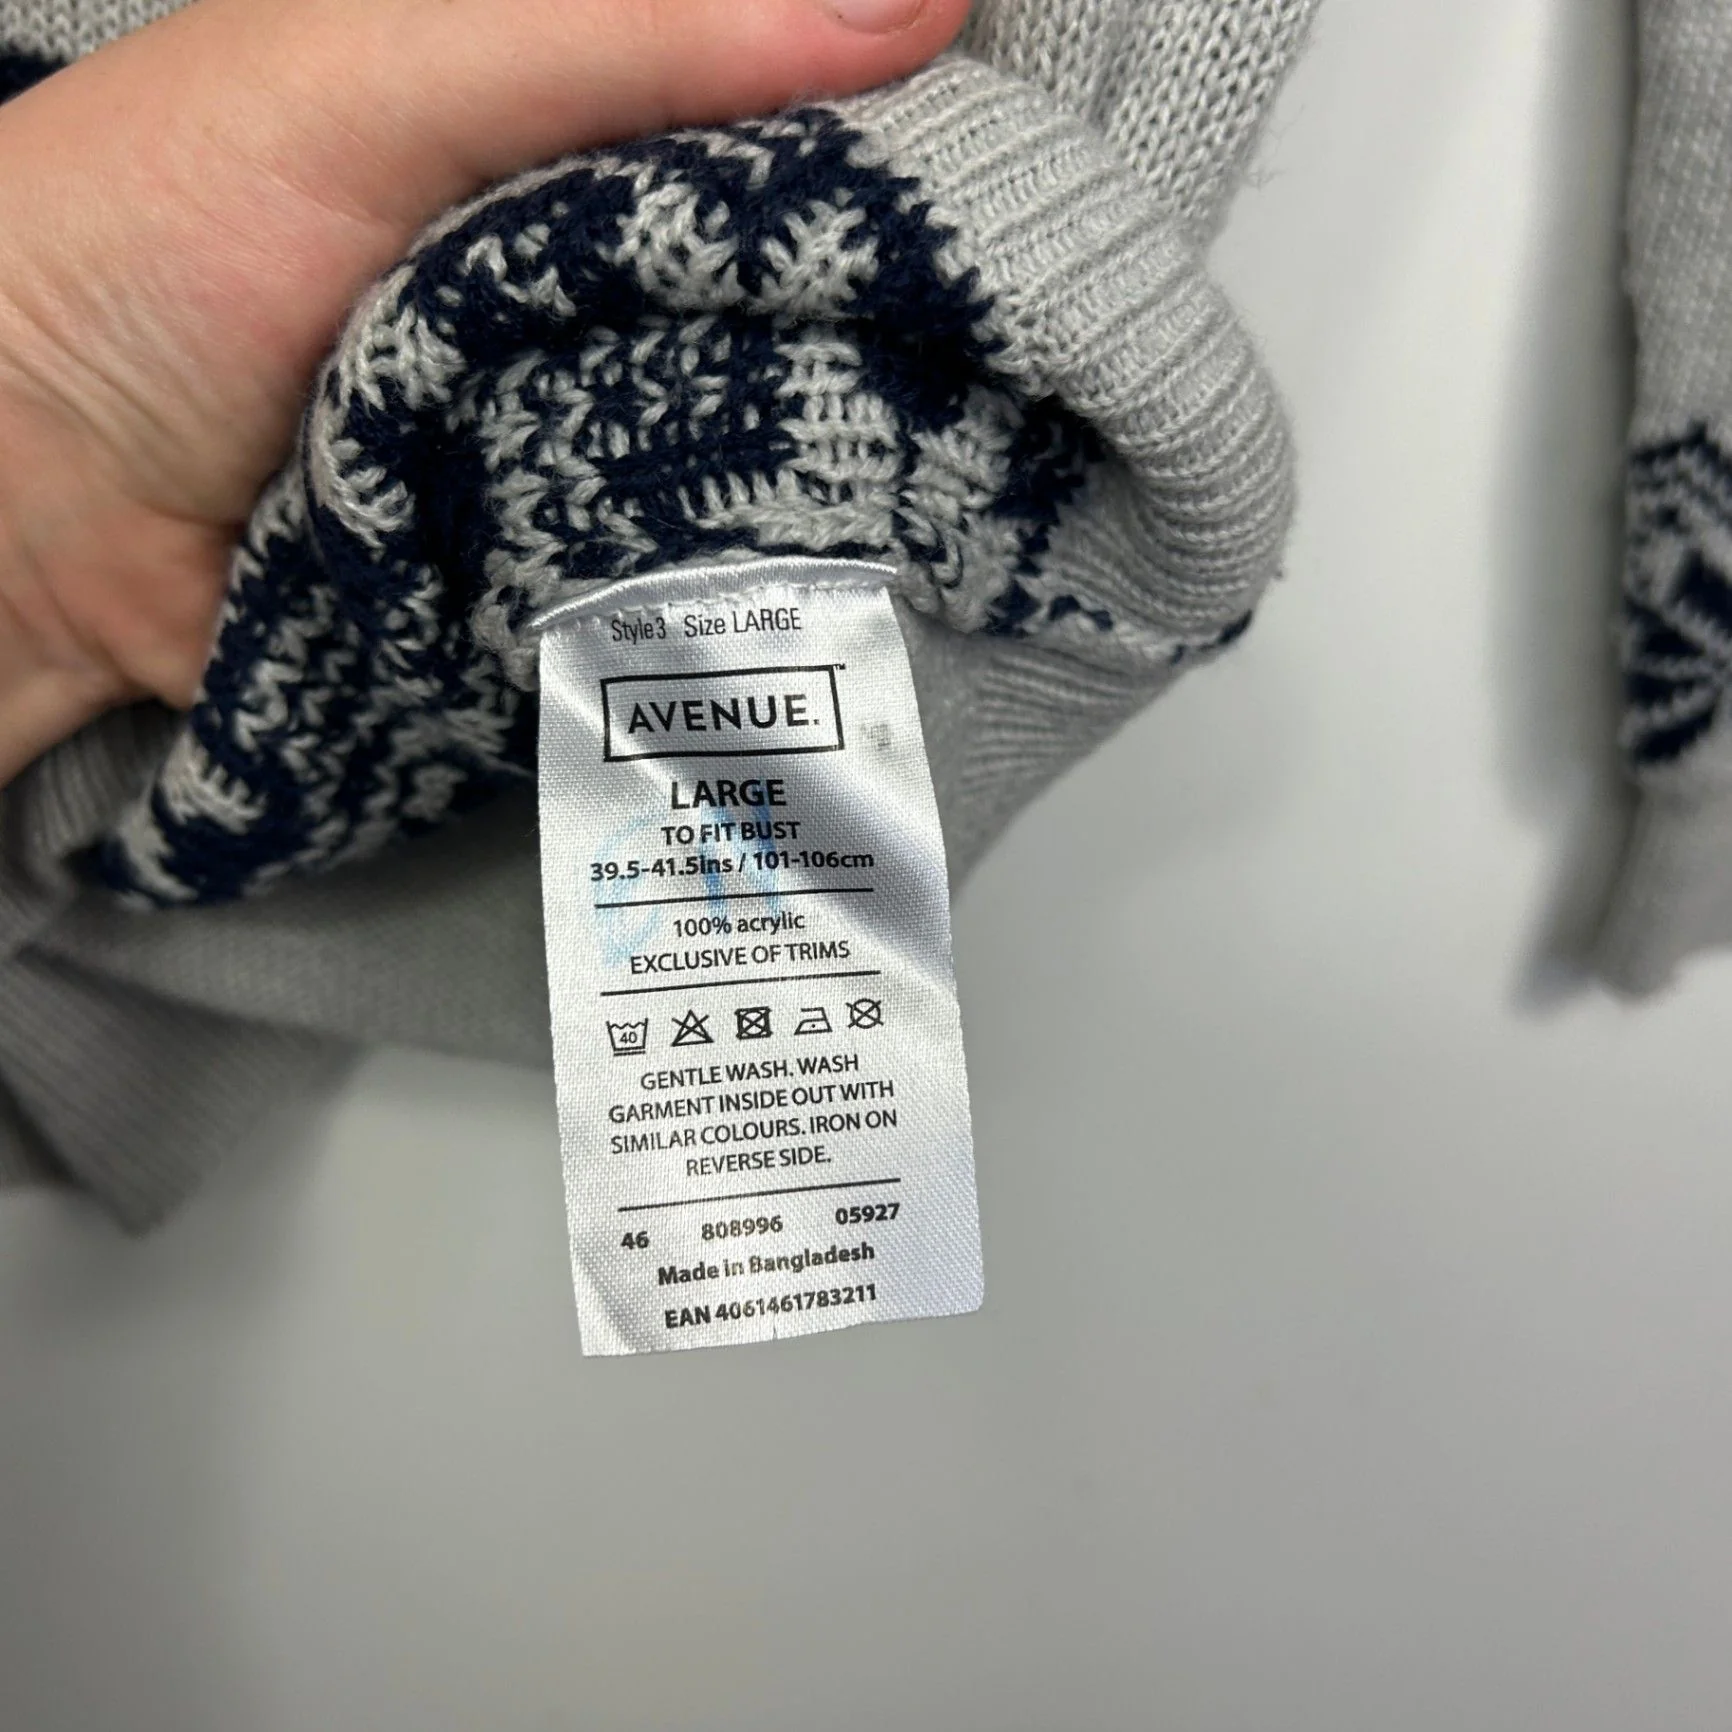 Style3 Size LARGE
AVENUE.™
LARGE
TO FIT BUST
39.5-41.5ins / 101-106cm
100% acrylic
EXCLUSIVE OF TRIMS
40
GENTLE WASH. WASH
GARMENT INSIDE OUT WITH
SIMILAR COLOURS. IRON ON
REVERSE SIDE.
46 808996 05927
Made in Bangladesh
EAN 4061461783211